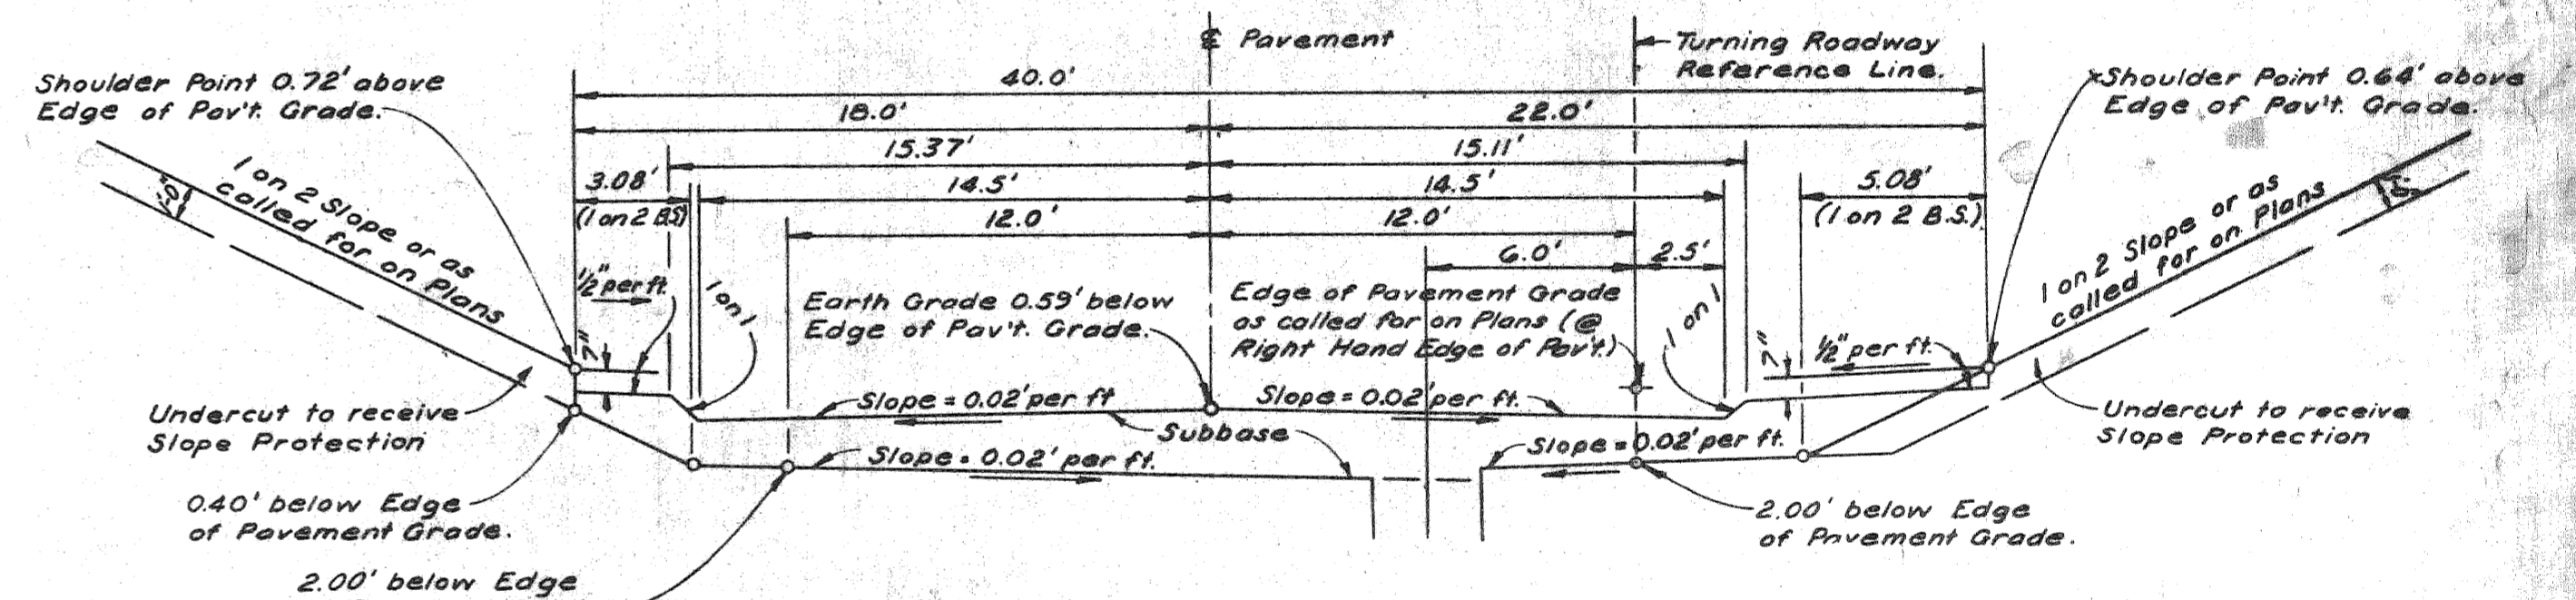 ℄ Pavement
Turning Roadway
Reference Line.
40.0'
Shoulder Point 0.72' above
Edge of Pav't. Grade.
*Shoulder Point 0.64' above
Edge of Pav't. Grade.
18.0'
22.0'
15.37'
15.11'
3.08'
(1 on 2 B.S)
14.5'
14.5'
5.08'
(1 on 2 B.S.)
12.0'
12.0'
6.0'
2.5'
1 on 2 Slope or as
called for on Plans
1 on 2 Slope or as
called for on Plans
1/2" per ft.
1 on 1
Earth Grade 0.59' below
Edge of Pav't. Grade.
Edge of Pavement Grade
as called for on Plans (@
Right Hand Edge of Pav't.)
1 on 1
7"
7"
1/2" per ft.
Undercut to receive
Slope Protection
Slope = 0.02' per ft
Slope = 0.02' per ft.
Subbase
Slope = 0.02' per ft.
Slope = 0.02' per ft.
Undercut to receive
Slope Protection
0.40' below Edge
of Pavement Grade.
2.00' below Edge
of Pavement Grade.
2.00' below Edge